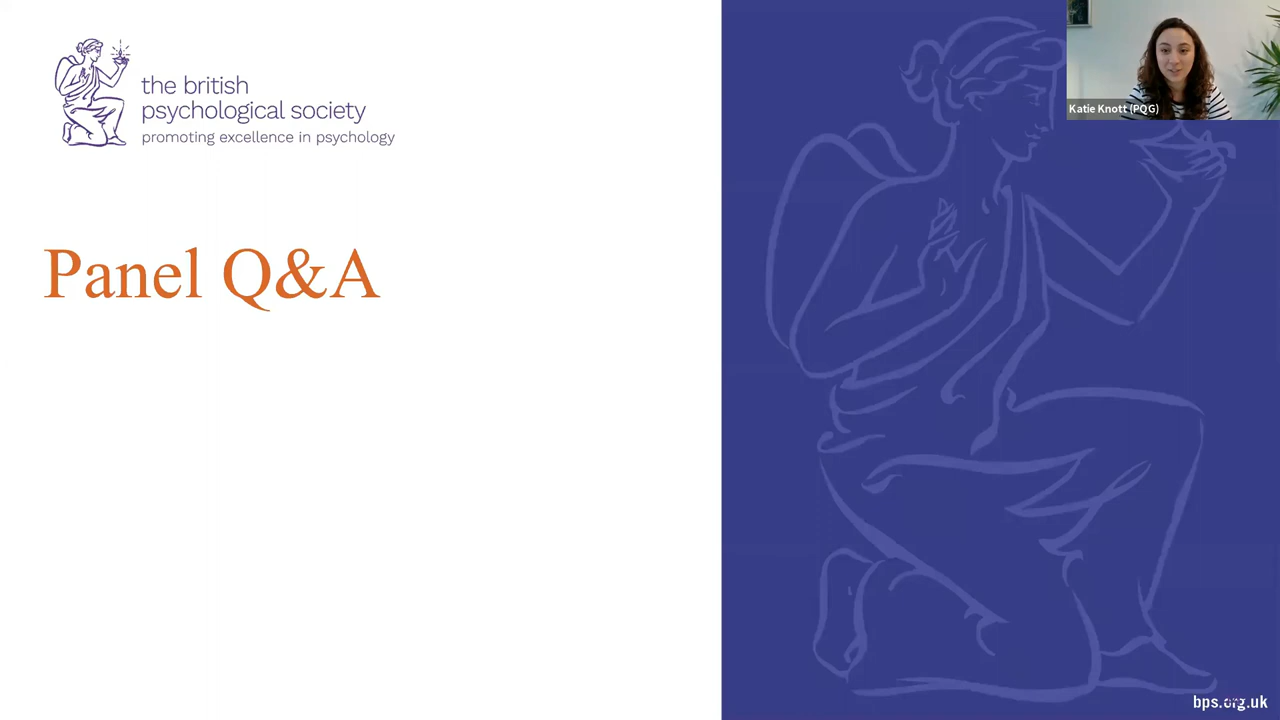 the british
psychological society
promoting excellence in psychology
Panel Q&A
Katie Knott (PQG)
bps.org.uk